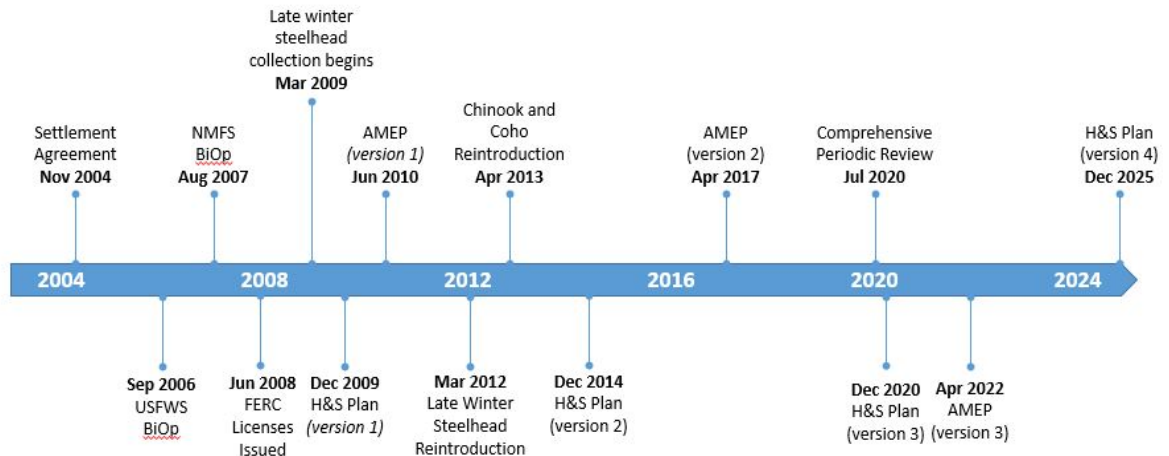 Late winter
steelhead
collection begins
Mar 2009
Settlement
Agreement
Nov 2004
NMFS
BiOp
Aug 2007
AMEP
(version 1)
Jun 2010
Chinook and
Coho
Reintroduction
Apr 2013
AMEP
(version 2)
Apr 2017
Comprehensive
Periodic Review
Jul 2020
H&S Plan
(version 4)
Dec 2025
2004
2008
2012
2016
2020
2024
Sep 2006
USFWS
BiOp
Jun 2008
FERC
Licenses
Issued
Dec 2009
H&S Plan
(version 1)
Mar 2012
Late Winter
Steelhead
Reintroduction
Dec 2014
H&S Plan
(version 2)
Dec 2020
H&S Plan
(version 3)
Apr 2022
AMEP
(version 3)